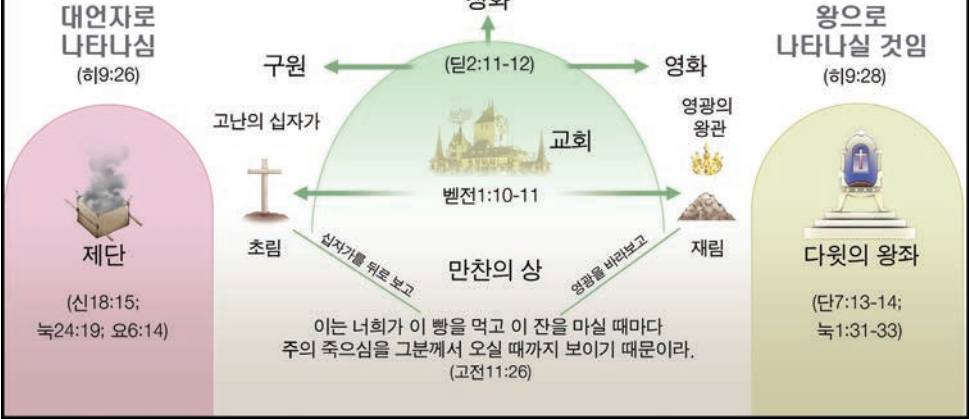 대언자로
나타나심
(히9:26)
제단
(신18:15;
눅24:19; 요6:14)
구원
(딛2:11-12)
영화
고난의 십자가
교회
영광의
왕관
벧전1:10-11
초림
재림
십자가를 뒤로 보고
만찬의 상
영광을 바라보고
이는 너희가 이 빵을 먹고 이 잔을 마실 때마다
주의 죽으심을 그분께서 오실 때까지 보이기 때문이라.
(고전11:26)
왕으로
나타나실 것임
(히9:28)
다윗의 왕좌
(단7:13-14;
눅1:31-33)